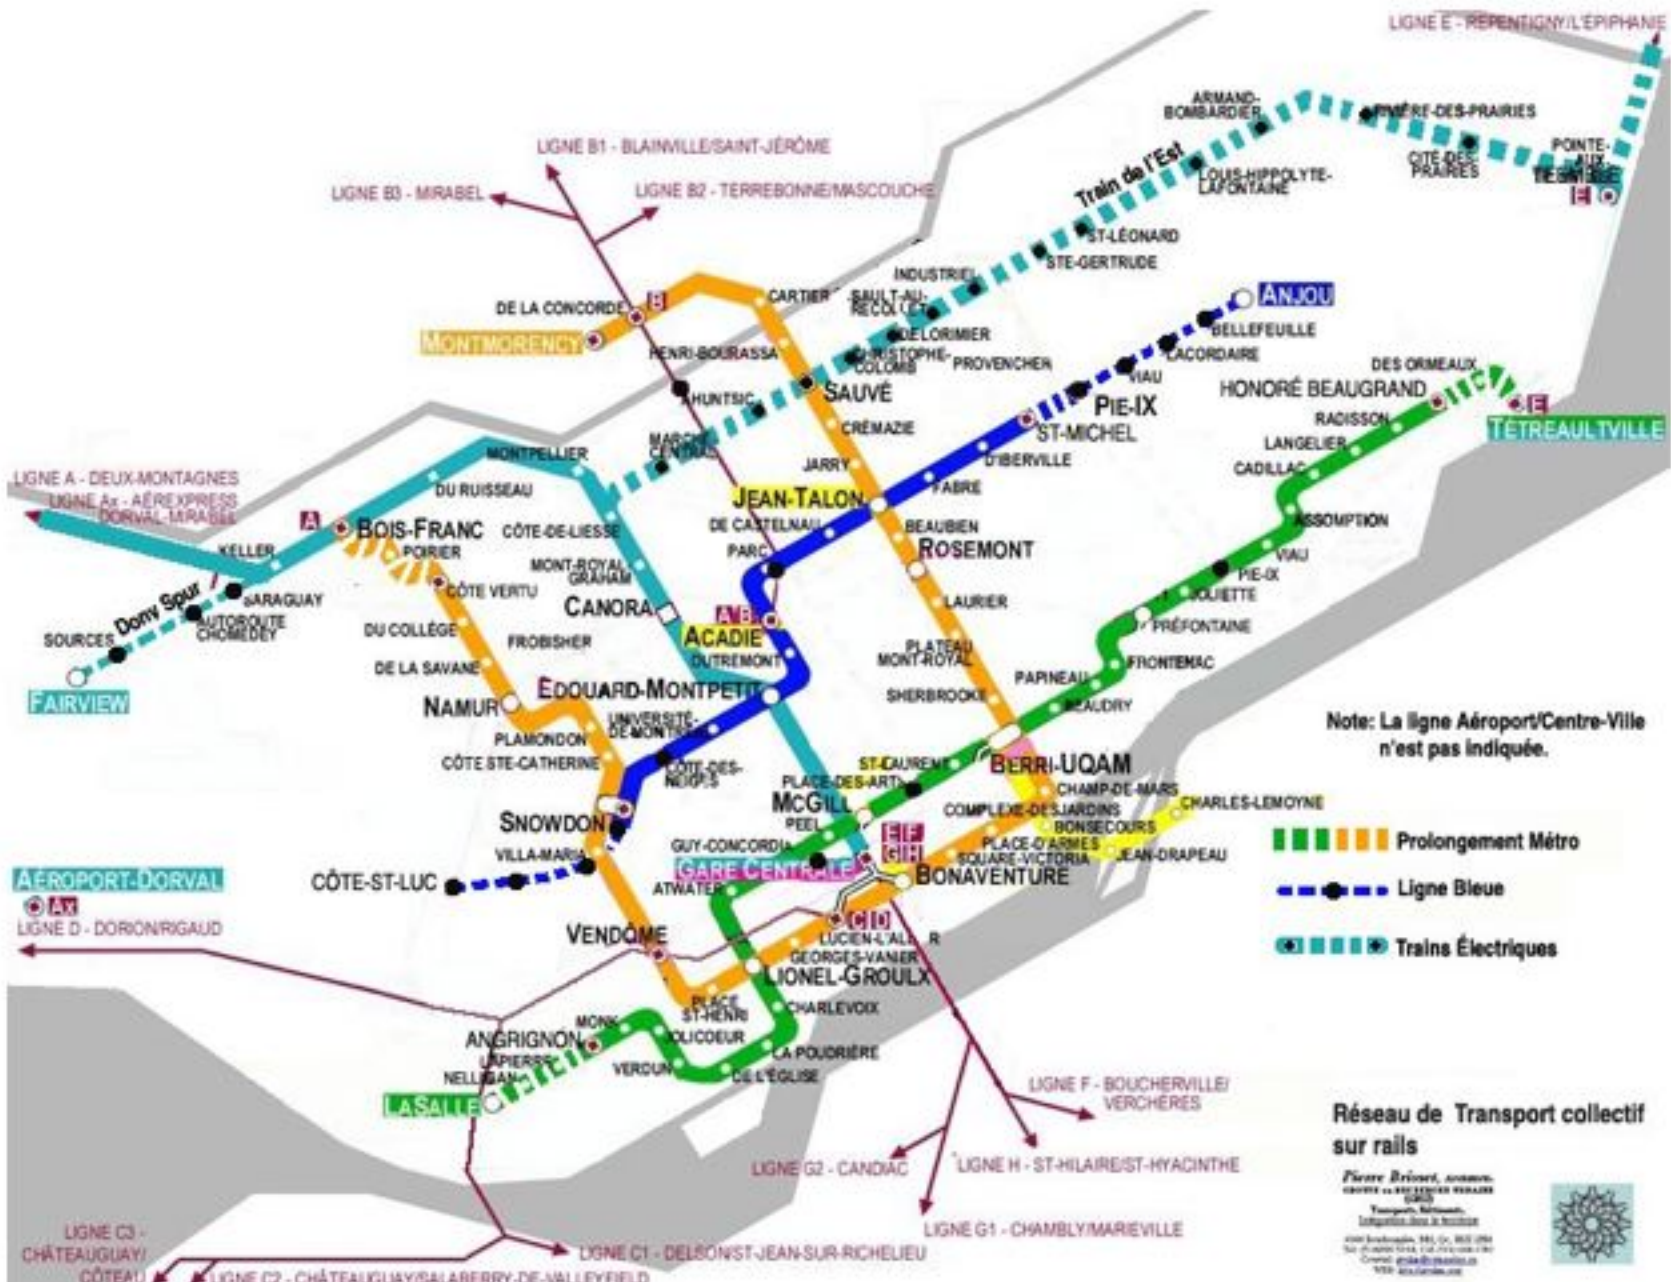 LIGNE E - REPENTIGNY/L'ÉPIPHANIE
LIGNE B1 - BLAINVILLE/SAINT-JÉRÔME
LIGNE B3 - MIRABEL
LIGNE B2 - TERREBONNE/MASCOUCHE
ARMAND-
BOMBARDIER
RIVIÈRE-DES-PRAIRIES
CITÉ-DES-
PRAIRIES
POINTE-
AUX
E
LOUIS-HIPPOLYTE-
LAFONTAINE
Train de l'Est
ST-LÉONARD
STE-GERTRUDE
INDUSTRIEL
SAULT-AU-
RECOLLET
DELORIMIER
CHRISTOPHE-
COLOMB
PROVENCHER
DE LA CONCORDE
B
CARTIER
MONTMORENCY
HENRI-BOURASSA
AHUNTSIC
SAUVÉ
CRÉMAZIE
MARCHÉ
CENTRAL
JARRY
ANJOU
BELLEFEUILLE
LACORDAIRE
VIAU
PIE-IX
ST-MICHEL
D'IBERVILLE
FABRE
JEAN-TALON
DE CASTELNAU
PARC
DES ORMEAUX
HONORÉ BEAUGRAND
E
TÉTREAULTVILLE
RADISSON
LANGELIER
CADILLAC
ASSOMPTION
VIAU
PIE-IX
JOLIETTE
PRÉFONTAINE
FRONTENAC
PAPINEAU
BEAUDRY
LIGNE A - DEUX-MONTAGNES
LIGNE Ax - AÉREXPRESS
DORVAL-MIRABEL
MONTPELLIER
DU RUISSEAU
A
BOIS-FRANC
KELLER
POIRIER
CÔTE VERTU
CÔTE-DE-LIESSE
MONT-ROYAL-
GRAHAM
CANORA
A B
ACADIE
OUTREMONT
BEAUBIEN
ROSEMONT
LAURIER
PLATEAU
MONT-ROYAL
SHERBROOKE
Dony Spur
SARAGUAY
AUTOROUTE
CHOMEDEY
SOURCES
FAIRVIEW
DU COLLÈGE
FROBISHER
DE LA SAVANE
NAMUR
EDOUARD-MONTPETIT
UNIVERSITÉ-
DE-MONTRÉAL
PLAMONDON
CÔTE STE-CATHERINE
CÔTE-DES-
NEIGES
SNOWDON
VILLA-MARIA
CÔTE-ST-LUC
ST-LAURENT
PLACE-DES-ARTS
MCGILL
PEEL
GUY-CONCORDIA
GARE CENTRALE
E F
G H
ATWATER
BERRI-UQAM
CHAMP-DE-MARS
COMPLEXE-DESJARDINS
BONSECOURS
PLACE-D'ARMES
SQUARE-VICTORIA
BONAVENTURE
CHARLES-LEMOYNE
JEAN-DRAPEAU
Note: La ligne Aéroport/Centre-Ville
n'est pas indiquée.
Prolongement Métro
Ligne Bleue
Trains Électriques
AÉROPORT-DORVAL
Ax
LIGNE D - DORION/RIGAUD
VENDÔME
C D
GEORGES-VANIER
LIONEL-GROULX
PLACE
ST-HENRI
CHARLEVOIX
LA POUDRIÈRE
DE L'ÉGLISE
VERDUN
JOLICOEUR
MONK
ANGRIGNON
LAPIERRE
NELLIGAN
LASALLE
LIGNE F - BOUCHERVILLE/
VERCHÈRES
LIGNE H - ST-HILAIRE/ST-HYACINTHE
LIGNE G2 - CANDIAC
LIGNE G1 - CHAMBLY/MARIEVILLE
LIGNE C3 -
CHÂTEAUGUAY/
CÔTEAU
LIGNE C1 - DELSON/ST-JEAN-SUR-RICHELIEU
LIGNE C2 - CHÂTEAUGUAY/SALABERRY-DE-VALLEYFIELD
Réseau de Transport collectif
sur rails